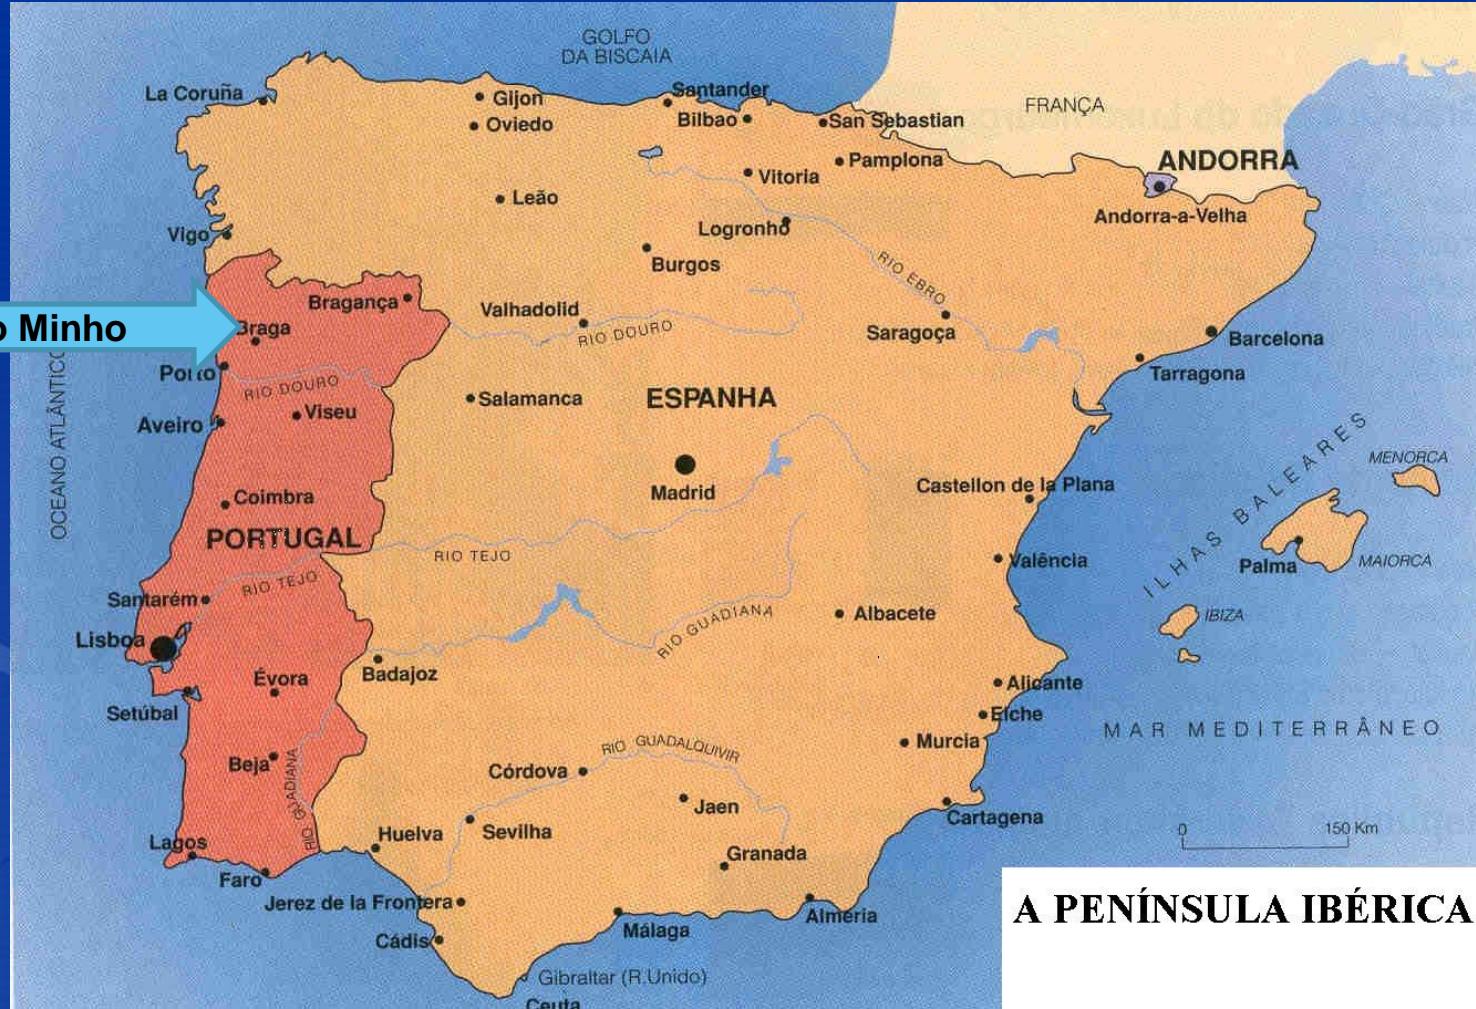 GOLFO
DA BISCAIA
La Coruña
Gijon
Santander
Oviedo
Bilbao
San Sebastian
FRANÇA
Pamplona
ANDORRA
Vitoria
Leão
Andorra-a-Velha
Vigo
Logronho
Burgos
RIO EBRO
Bragança
Valhadolid
o Minho
Braga
RIO DOURO
Saragoça
Barcelona
Porto
Tarragona
RIO DOURO
OCEANO ATLÂNTICO
Salamanca
ESPANHA
Viseu
Aveiro
ILHAS BALEARES
MENORCA
Madrid
Castellon de la Plana
Coimbra
PORTUGAL
RIO TEJO
Valência
Palma
MAIORCA
RIO TEJO
Santarém
Albacete
IBIZA
RIO GUADIANA
Lisboa
Badajoz
Évora
Alicante
Setúbal
Elche
MAR MEDITERRÂNEO
Murcia
RIO GUADALQUIVIR
Beja
RIO GUADIANA
Córdova
Jaen
Cartagena
Lagos
Huelva
Sevilha
0 150 Km
Granada
Faro
Jerez de la Frontera
Almeria
A PENÍNSULA IBÉRICA
Málaga
Cádis
Gibraltar (R.Unido)
Ceuta